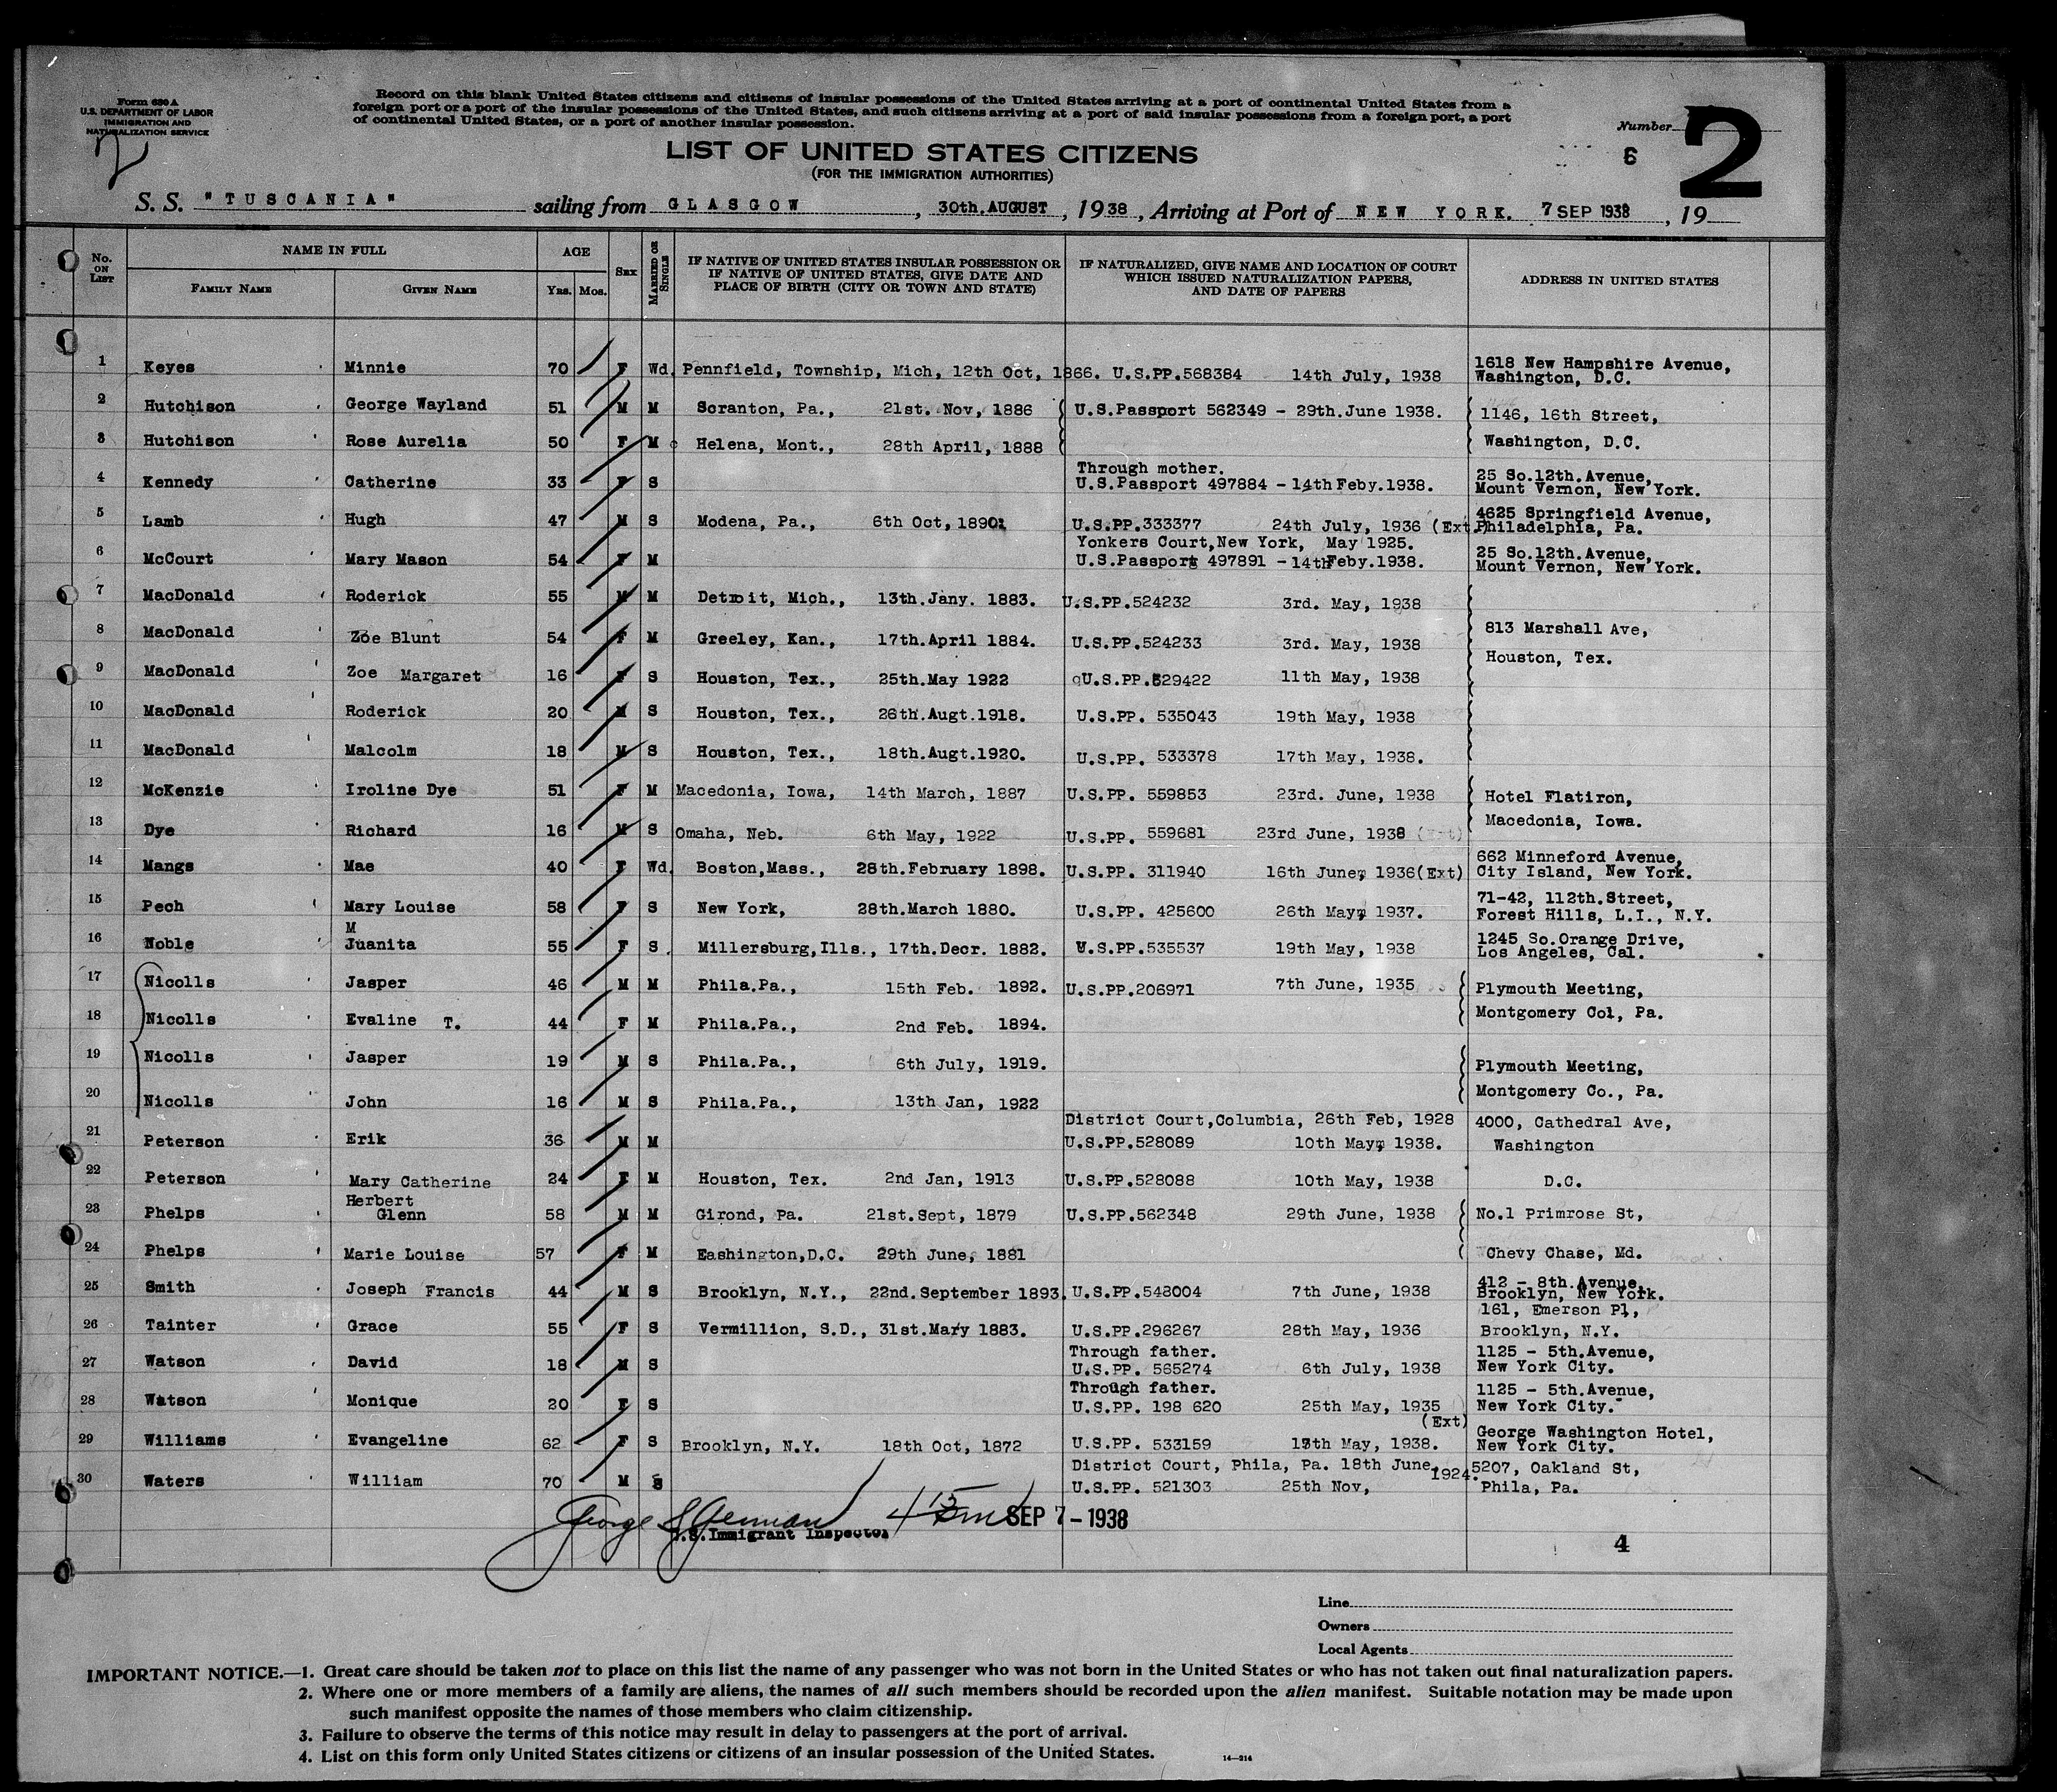 Form 630 A
U.S. DEPARTMENT OF LABOR
IMMIGRATION AND
NATURALIZATION SERVICE
2
Record on this blank United States citizens and citizens of insular possessions of the United States arriving at a port of continental United States from a
foreign port or a port of the insular possessions of the United States, and such citizens arriving at a port of said insular possessions from a foreign port, a port
of continental United States, or a port of another insular possession.
Number 2
6
LIST OF UNITED STATES CITIZENS
(FOR THE IMMIGRATION AUTHORITIES)
S. S. "TUSCANIA" sailing from GLASGOW, 30th.AUGUST, 1938, Arriving at Port of NEW YORK. 7 SEP 1938, 19
No. ON LIST NAME IN FULL FAMILY NAME GIVEN NAME AGE Yrs. Mos. SEX MARRIED OR SINGLE IF NATIVE OF UNITED STATES INSULAR POSSESSION OR IF NATIVE OF UNITED STATES, GIVE DATE AND PLACE OF BIRTH (CITY OR TOWN AND STATE) IF NATURALIZED, GIVE NAME AND LOCATION OF COURT WHICH ISSUED NATURALIZATION PAPERS, AND DATE OF PAPERS ADDRESS IN UNITED STATES
1 Keyes Minnie 70 F Wd. Pennfield, Township, Mich, 12th Oct, 1866. U.S.PP.568384 14th July, 1938 1618 New Hampshire Avenue, Washington, D.C.
2 Hutchison George Wayland 51 M M Scranton, Pa., 21st. Nov, 1886 U.S.Passport 562349 - 29th.June 1938. 1146, 16th Street,
3 Hutchison Rose Aurelia 50 F M Helena, Mont., 28th April, 1888 Washington, D.C.
4 Kennedy Catherine 33 F S Through mother. U.S.Passport 497884 - 14th Feby.1938. 25 So.12th.Avenue, Mount Vernon, New York.
5 Lamb Hugh 47 M S Modena, Pa., 6th Oct, 1890 U.S.PP.333377 24th July, 1936 (Ext) 4625 Springfield Avenue, Philadelphia, Pa.
6 McCourt Mary Mason 54 F M Yonkers Court,New York, May 1925. U.S.Passport 497891 - 14th Feby.1938. 25 So.12th.Avenue, Mount Vernon, New York.
7 MacDonald Roderick 55 M M Detroit, Mich., 13th.Jany. 1883. U.S.PP.524232 3rd. May, 1938
8 MacDonald Zoe Blunt 54 F M Greeley, Kan., 17th.April 1884. U.S.PP.524233 3rd. May, 1938 813 Marshall Ave,
Houston, Tex.
9 MacDonald Zoe Margaret 16 F S Houston, Tex., 25th.May 1922 U.S.PP.529422 11th May, 1938
10 MacDonald Roderick 20 M S Houston, Tex., 26th.Augt.1918. U.S.PP. 535043 19th May, 1938
11 MacDonald Malcolm 18 M S Houston, Tex., 18th.Augt.1920. U.S.PP. 533378 17th May, 1938.
12 McKenzie Iroline Dye 51 F M Macedonia, Iowa, 14th March, 1887 U.S.PP. 559853 23rd. June, 1938 Hotel Flatiron,
13 Dye Richard 16 M S Omaha, Neb. 6th May, 1922 U.S.PP. 559681 23rd June, 1938 Macedonia, Iowa.
14 Mangs Mae 40 F Wd. Boston,Mass., 28th.February 1898. U.S.PP. 311940 16th June, 1936(Ext) 662 Minneford Avenue, City Island, New York.
15 Pech Mary Louise 58 F S New York, 28th.March 1880. U.S.PP. 425600 26th May, 1937. 71-42, 112th.Street, Forest Hills, L.I., N.Y.
16 Noble M Juanita 55 F S. Millersburg,Ills., 17th.Decr. 1882. U.S.PP.535537 19th May, 1938 1245 So.Orange Drive, Los Angeles, Cal.
17 Nicolls Jasper 46 M M Phila.Pa., 15th Feb. 1892. U.S.PP.206971 7th June, 1935 Plymouth Meeting,
18 Nicolls Evaline T. 44 F M Phila.Pa., 2nd Feb. 1894. Montgomery Co1, Pa.
19 Nicolls Jasper 19 M S Phila.Pa., 6th July, 1919. Plymouth Meeting,
20 Nicolls John 16 M S Phila.Pa., 13th Jan, 1922 Montgomery Co., Pa.
21 Peterson Erik 36 M M District Court,Columbia, 26th Feb, 1928 U.S.PP.528089 10th May, 1938. 4000, Cathedral Ave, Washington
22 Peterson Mary Catherine 24 F M Houston, Tex. 2nd Jan, 1913 U.S.PP.528088 10th May, 1938 D.C.
23 Phelps Herbert Glenn 58 M M Girond, Pa. 21st.Sept, 1879 U.S.PP.562348 29th June, 1938 No.1 Primrose St,
24 Phelps Marie Louise 57 F M Eashington,D.C. 29th June, 1881 Chevy Chase, Md.
25 Smith Joseph Francis 44 M S Brooklyn, N.Y., 22nd.September 1893. U.S.PP.548004 7th June, 1938 412 - 8th.Avenue, Brooklyn, New York.
26 Tainter Grace 55 F S Vermillion, S.D., 31st.Mary 1883. U.S.PP.296267 28th May, 1936 161, Emerson Pl, Brooklyn, N.Y.
27 Watson David 18 M S Through father. U.S.PP. 565274 6th July, 1938 1125 - 5th.Avenue, New York City.
28 Watson Monique 20 F S Through father. U.S.PP. 198 620 25th May, 1935 (Ext) 1125 - 5th.Avenue, New York City.
29 Williams Evangeline 62 F S Brooklyn, N.Y. 18th Oct, 1872 U.S.PP. 533159 May, 1938. George Washington Hotel, New York City.
30 Waters William 70 M S District Court, Phila, Pa. 18th June, 1924. U.S.PP. 521303 25th Nov, 5207, Oakland St, Phila, Pa.
George 4 15 pm SEP 7 - 1938
U.S.Immigrant Inspector
4
Line
Owners
Local Agents
IMPORTANT NOTICE.—1. Great care should be taken not to place on this list the name of any passenger who was not born in the United States or who has not taken out final naturalization papers.
2. Where one or more members of a family are aliens, the names of all such members should be recorded upon the alien manifest. Suitable notation may be made upon
such manifest opposite the names of those members who claim citizenship.
3. Failure to observe the terms of this notice may result in delay to passengers at the port of arrival.
4. List on this form only United States citizens or citizens of an insular possession of the United States.
14—314